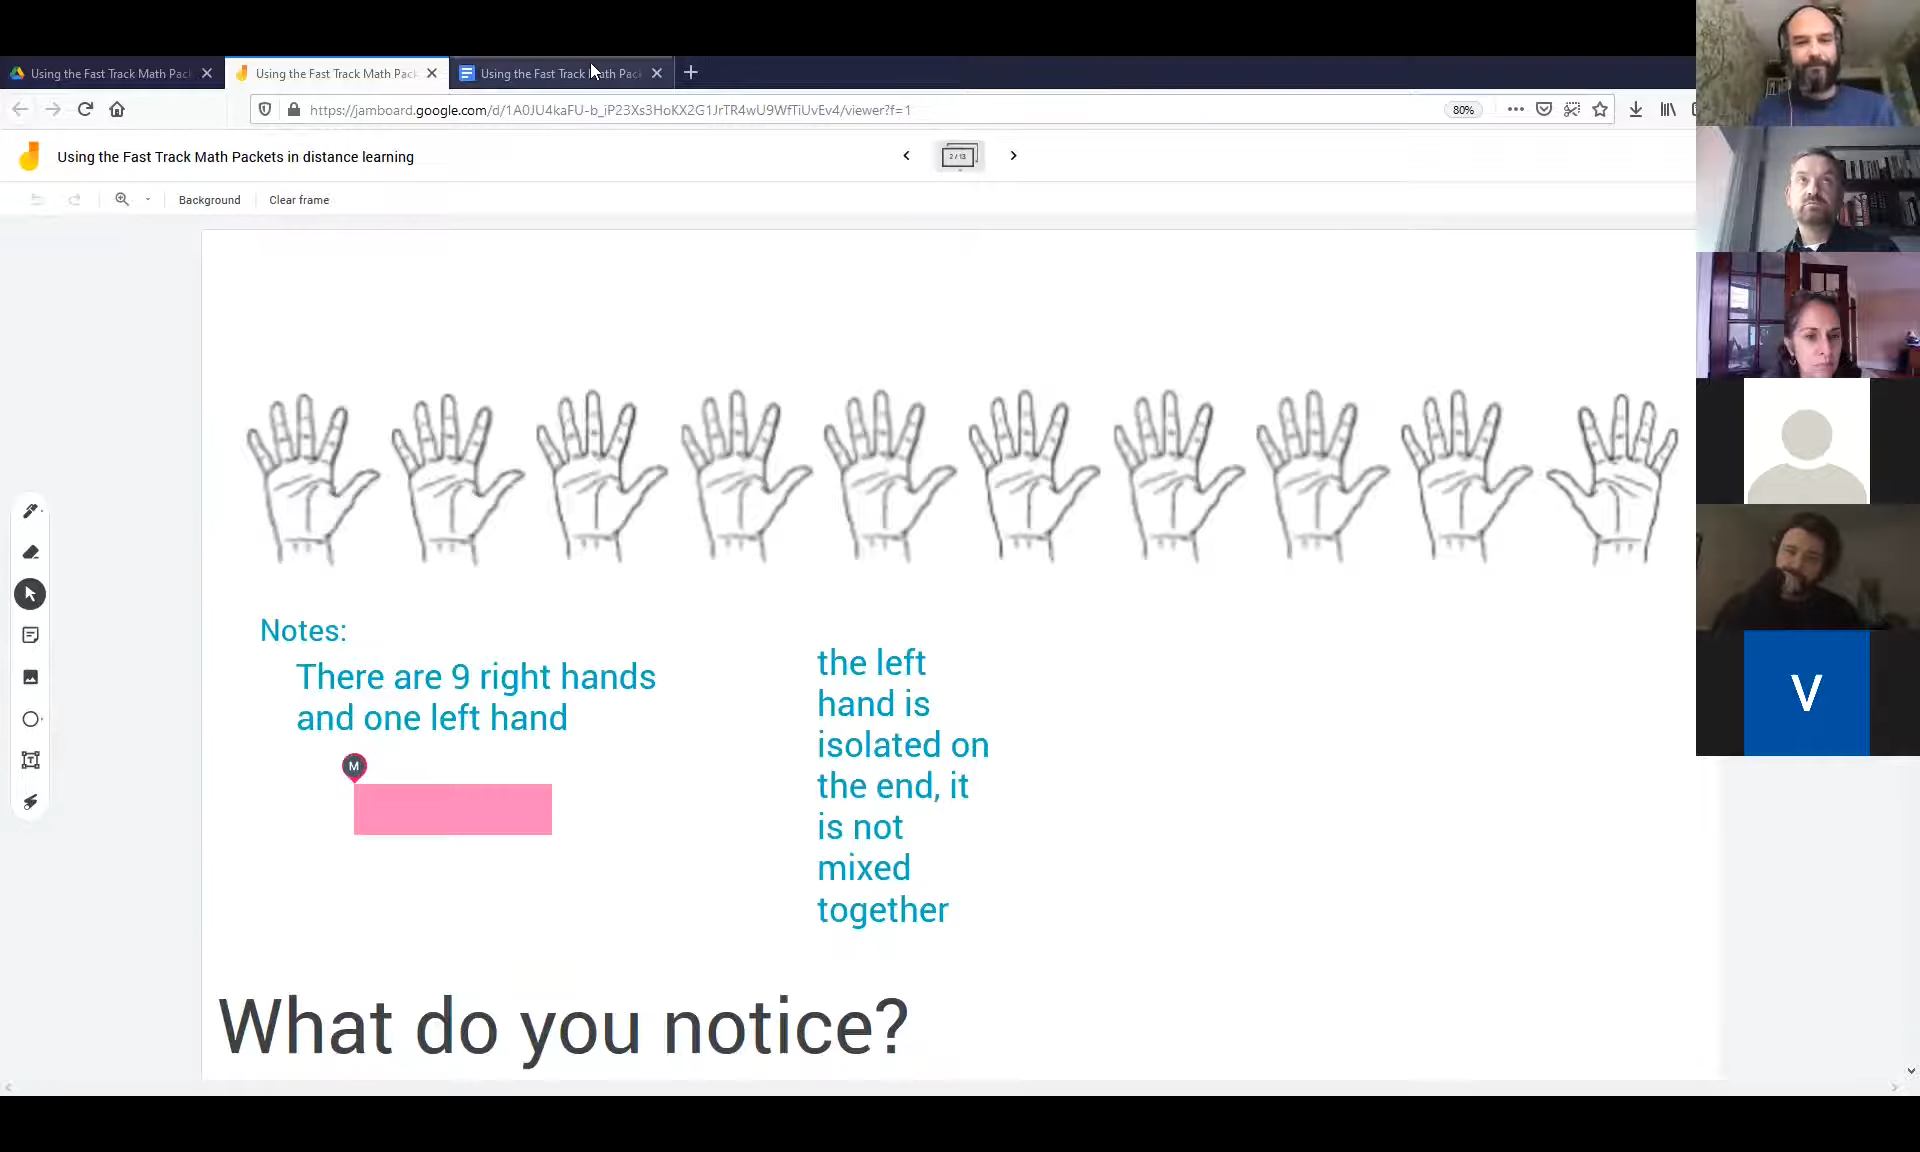 Using the Fast Track Math Pac
Using the Fast Track Math Pack
Using the Fast Track Math Pac
https://jamboard.google.com/d/1A0JU4kaFU-b_iP23Xs3HoKX2G1JrTR4wU9WfTiUvEv4/viewer?f=1
80%
Using the Fast Track Math Packets in distance learning
2 / 13
Background
Clear frame
Notes:
There are 9 right hands
and one left hand
M
the left
hand is
isolated on
the end, it
is not
mixed
together
What do you notice?
V